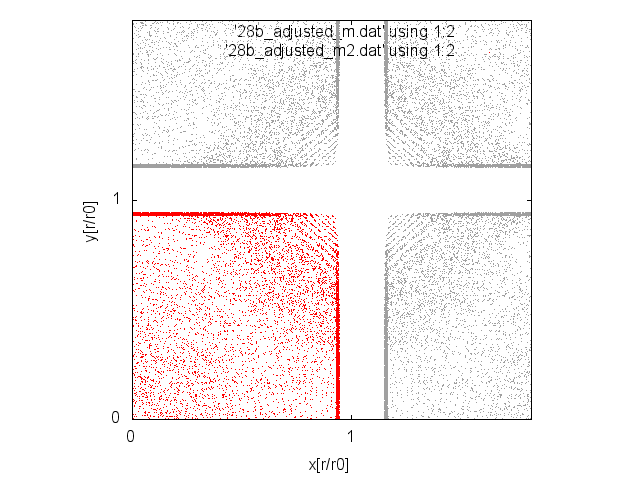 '28b_adjusted_m.dat' using 1:2
'28b_adjusted_m2.dat' using 1:2
1
y[r/r0]
0
0 1
x[r/r0]